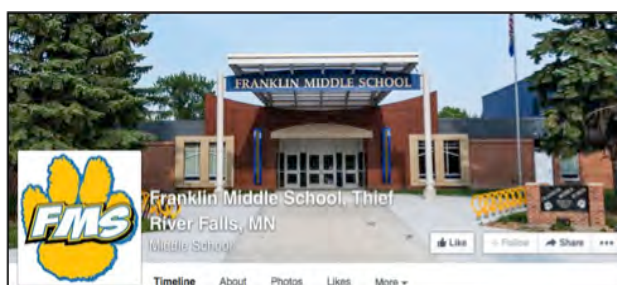 FRANKLIN MIDDLE SCHOOL
FMS
Franklin Middle School, Thief
River Falls, MN
Middle School
Like
Follow
Share
Timeline
About
Photos
Likes
More